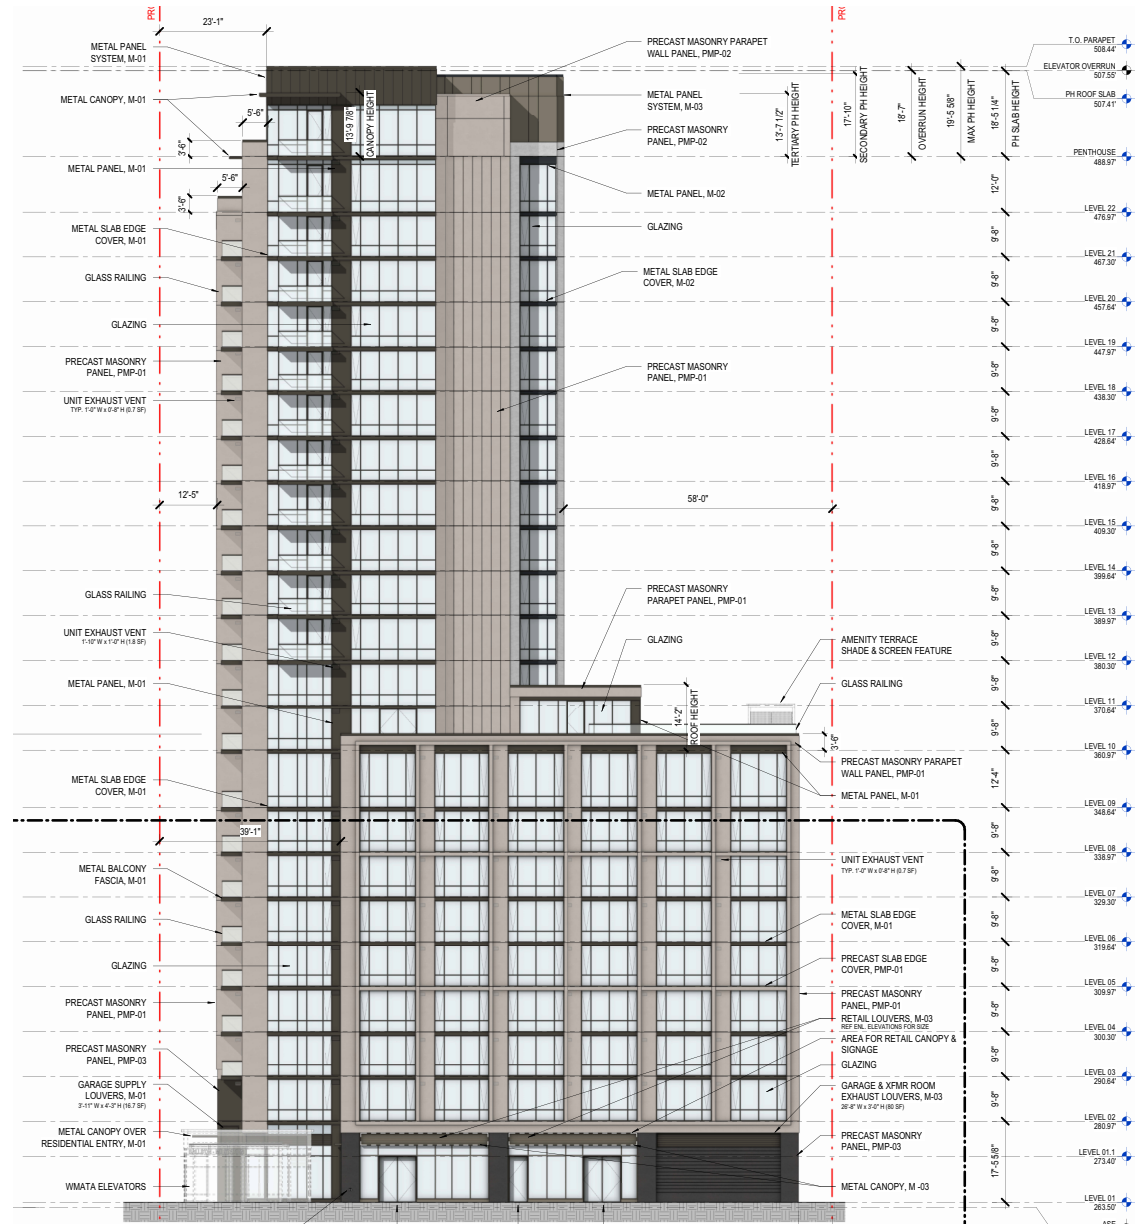 PR
PR
23'-1"
METAL PANEL
SYSTEM, M-01
METAL CANOPY, M-01
5'-6"
3'-6"
METAL PANEL, M-01
5'-6"
3'-6"
METAL SLAB EDGE
COVER, M-01
GLASS RAILING
GLAZING
PRECAST MASONRY
PANEL, PMP-01
UNIT EXHAUST VENT
TYP. 1'-0" W x 0'-8" H (0.7 SF)
12'-5"
GLASS RAILING
UNIT EXHAUST VENT
1'-10" W x 1'-0" H (1.8 SF)
METAL PANEL, M-01
METAL SLAB EDGE
COVER, M-01
39'-1"
METAL BALCONY
FASCIA, M-01
GLASS RAILING
GLAZING
PRECAST MASONRY
PANEL, PMP-01
PRECAST MASONRY
PANEL, PMP-03
GARAGE SUPPLY
LOUVERS, M-01
3'-11" W x 4'-3" H (16.7 SF)
METAL CANOPY OVER
RESIDENTIAL ENTRY, M-01
WMATA ELEVATORS
13'-9 7/8"
CANOPY HEIGHT
PRECAST MASONRY PARAPET
WALL PANEL, PMP-02
METAL PANEL
SYSTEM, M-03
PRECAST MASONRY
PANEL, PMP-02
METAL PANEL, M-02
GLAZING
METAL SLAB EDGE
COVER, M-02
PRECAST MASONRY
PANEL, PMP-01
58'-0"
PRECAST MASONRY
PARAPET PANEL, PMP-01
GLAZING
14'-2"
ROOF HEIGHT
AMENITY TERRACE
SHADE & SCREEN FEATURE
GLASS RAILING
3'-6"
PRECAST MASONRY PARAPET
WALL PANEL, PMP-01
METAL PANEL, M-01
UNIT EXHAUST VENT
TYP. 1'-0" W x 0'-8" H (0.7 SF)
METAL SLAB EDGE
COVER, M-01
PRECAST SLAB EDGE
COVER, PMP-01
PRECAST MASONRY
PANEL, PMP-01
RETAIL LOUVERS, M-03
REF ENL. ELEVATIONS FOR SIZE
AREA FOR RETAIL CANOPY &
SIGNAGE
GLAZING
GARAGE & XFMR ROOM
EXHAUST LOUVERS, M-03
26'-8" W x 3'-0" H (80 SF)
PRECAST MASONRY
PANEL, PMP-03
METAL CANOPY, M -03
13'-7 1/2"
TERTIARY PH HEIGHT
17'-10"
SECONDARY PH HEIGHT
18'-7"
OVERRUN HEIGHT
19'-5 5/8"
MAX PH HEIGHT
18'-5 1/4"
PH SLAB HEIGHT
12'-0"
9'-8"
9'-8"
9'-8"
9'-8"
9'-8"
9'-8"
9'-8"
9'-8"
9'-8"
9'-8"
9'-8"
9'-8"
12'-4"
9'-8"
9'-8"
9'-8"
9'-8"
9'-8"
9'-8"
9'-8"
17'-5 5/8"
T.O. PARAPET
508.44'
ELEVATOR OVERRUN
507.55'
PH ROOF SLAB
507.41'
PENTHOUSE
488.97'
LEVEL 22
476.97'
LEVEL 21
467.30'
LEVEL 20
457.64'
LEVEL 19
447.97'
LEVEL 18
438.30'
LEVEL 17
428.64'
LEVEL 16
418.97'
LEVEL 15
409.30'
LEVEL 14
399.64'
LEVEL 13
389.97'
LEVEL 12
380.30'
LEVEL 11
370.64'
LEVEL 10
360.97'
LEVEL 09
348.64'
LEVEL 08
338.97'
LEVEL 07
329.30'
LEVEL 06
319.64'
LEVEL 05
309.97'
LEVEL 04
300.30'
LEVEL 03
290.64'
LEVEL 02
280.97'
LEVEL 01.1
273.40'
LEVEL 01
263.50'